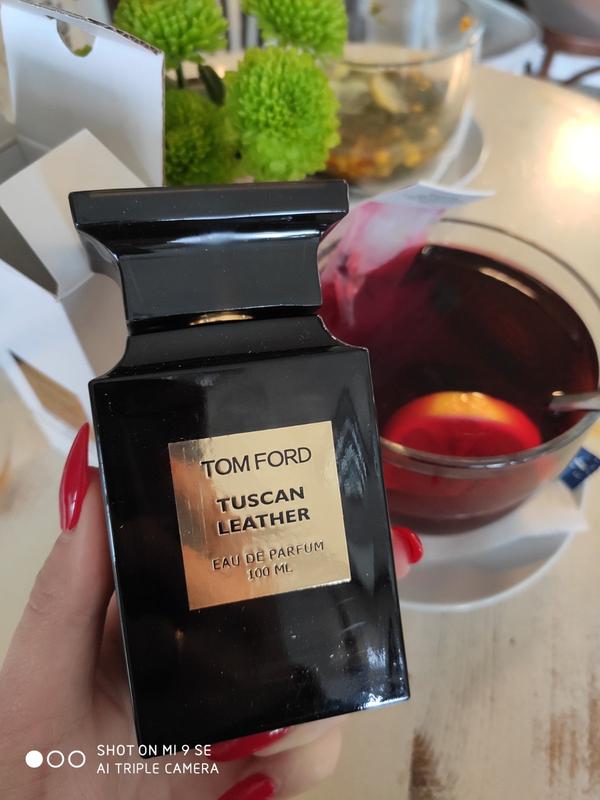 TOM FORD
TUSCAN
LEATHER
EAU DE PARFUM
100 ML
SHOT ON MI 9 SE
AI TRIPLE CAMERA